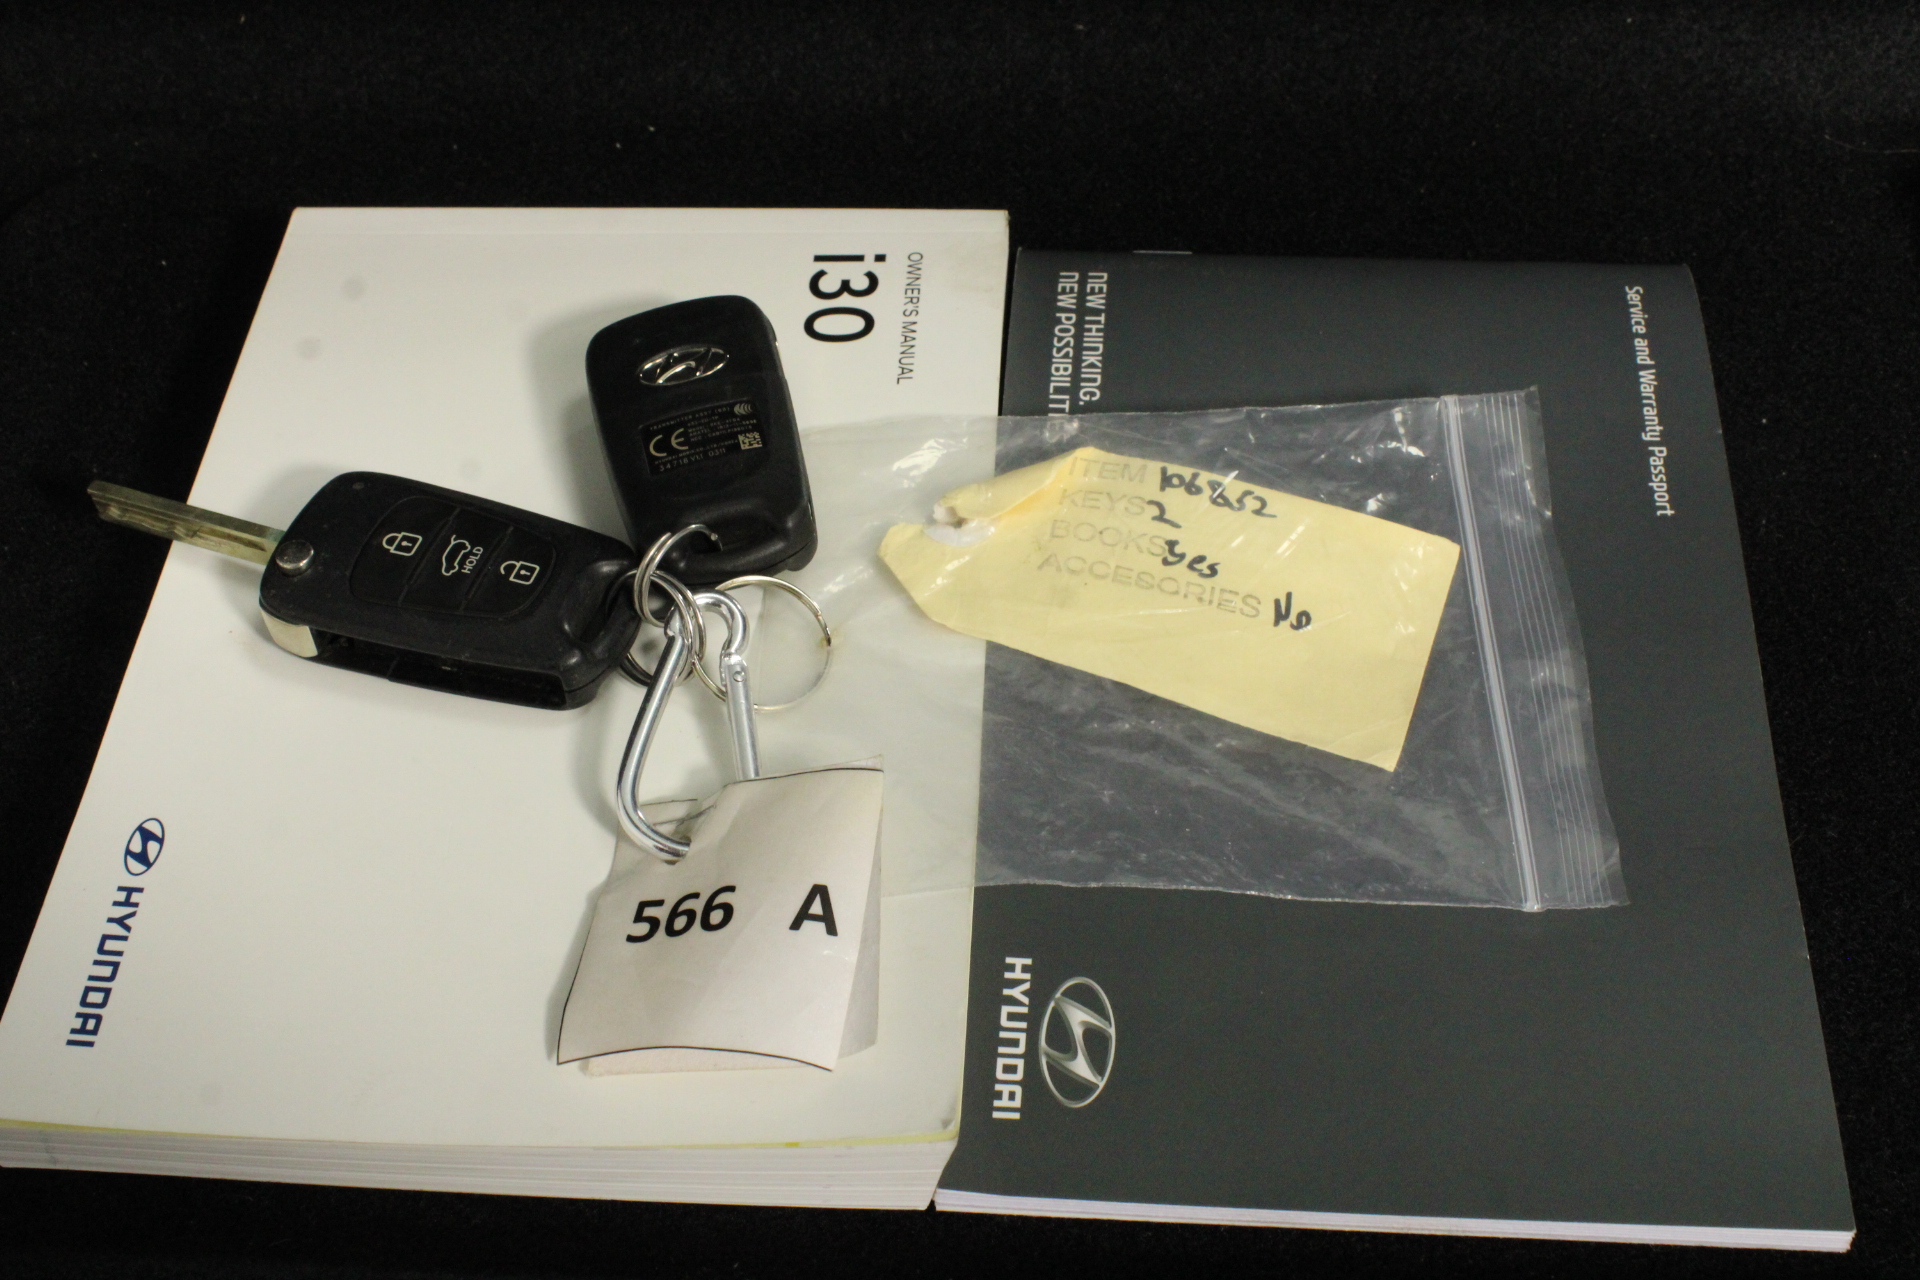 OWNER'S MANUAL
i30
HYUNDAI
NEW THINKING.
NEW POSSIBILITIE
Service and Warranty Passport
HYUNDAI
HOLD
CE
ITEM 106852
KEYS 2
BOOKS yes
ACCESORIES No
566 A